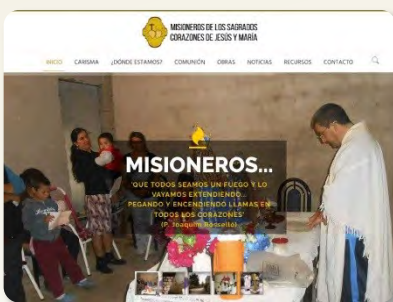 MISIONEROS DE LOS SAGRADOS
CORAZONES DE JESÚS Y MARÍA
INICIO CARISMA ¿DÓNDE ESTAMOS? COMUNIÓN OBRAS NOTICIAS RECURSOS CONTACTO
MISIONEROS...
'QUE TODOS SEAMOS UN FUEGO Y LO
VAYAMOS EXTENDIENDO...
PEGANDO Y ENCENDIENDO LLAMAS EN
TODOS LOS CORAZONES'
(P. Joaquim Rosselló)